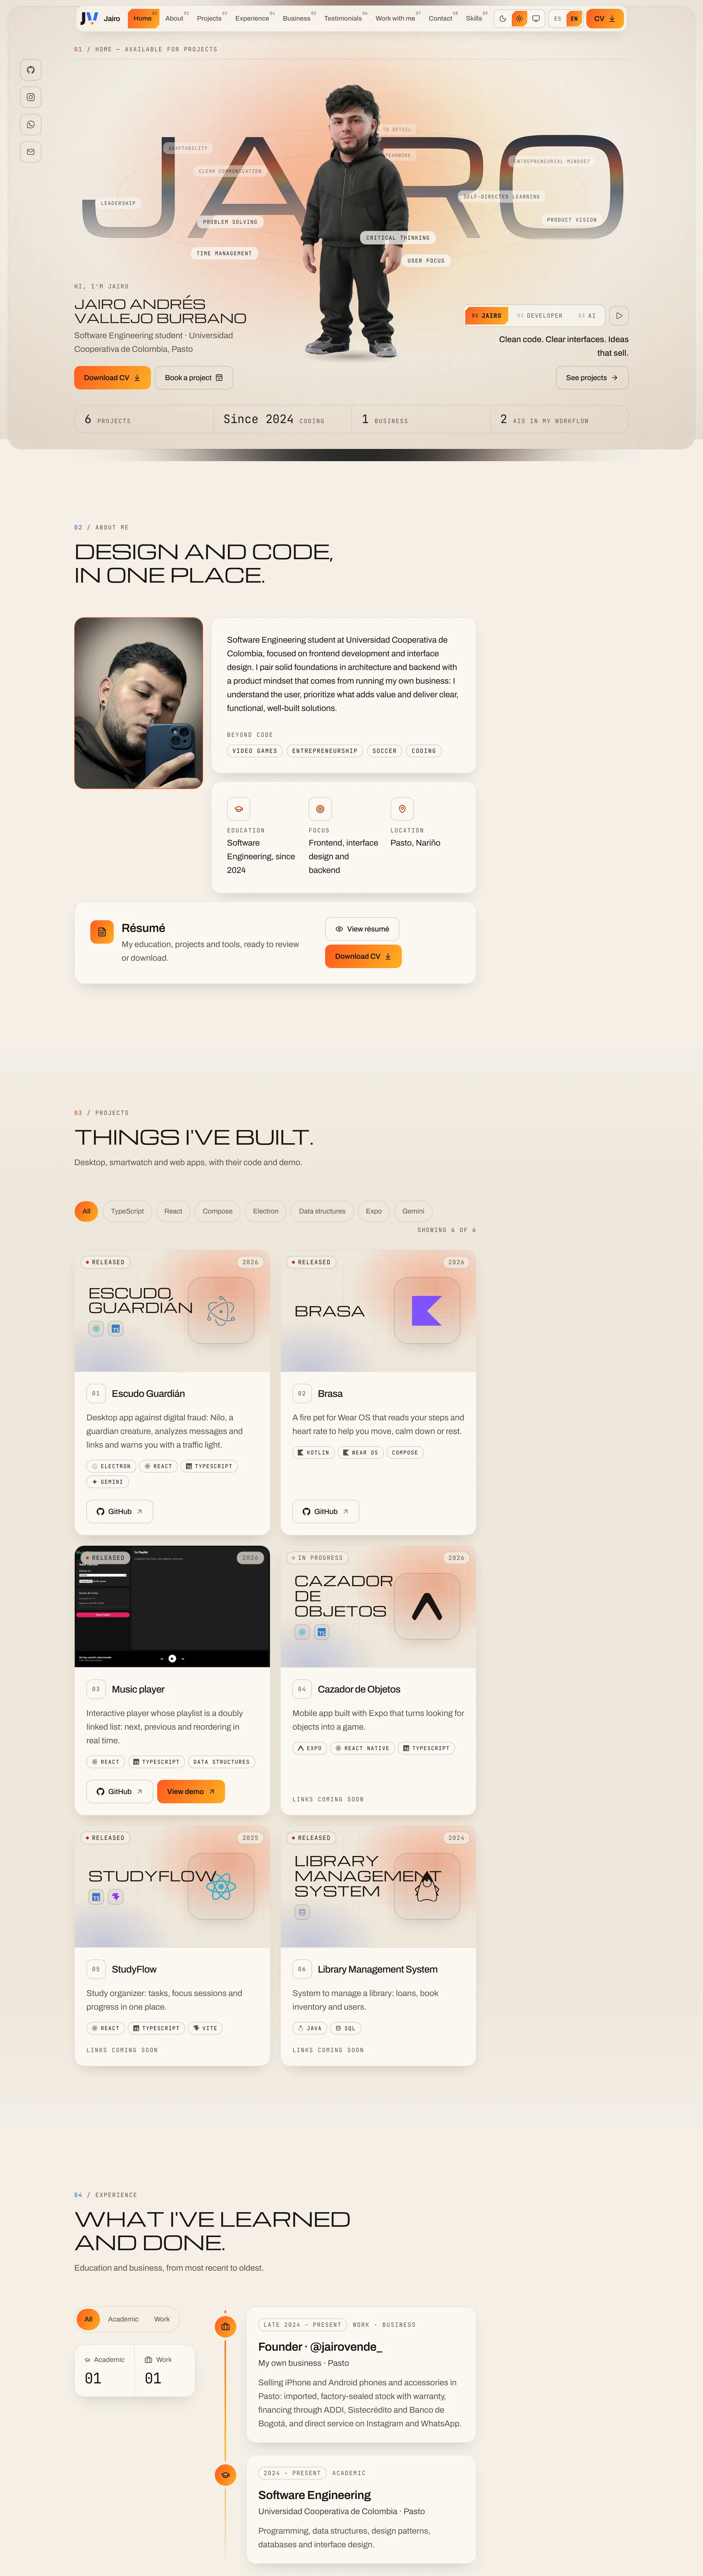 JV Jairo
Home 01
About 02
Projects 03
Experience 04
Business 05
Testimonials 06
Work with me 07
Contact 08
Skills 09
ES EN
CV
01 / HOME — AVAILABLE FOR PROJECTS
JAIRO
ADAPTABILITY
CLEAR COMMUNICATION
LEADERSHIP
PROBLEM SOLVING
TIME MANAGEMENT
TO DETAIL
TEAMWORK
ENTREPRENEURIAL MINDSET
SELF-DIRECTED LEARNING
PRODUCT VISION
CRITICAL THINKING
USER FOCUS
HI, I'M JAIRO
JAIRO ANDRÉS
VALLEJO BURBANO
Software Engineering student · Universidad
Cooperativa de Colombia, Pasto
Download CV
Book a project
01 JAIRO
02 DEVELOPER
03 AI
Clean code. Clear interfaces. Ideas
that sell.
See projects
6 PROJECTS
Since 2024 CODING
1 BUSINESS
2 AIS IN MY WORKFLOW
02 / ABOUT ME
DESIGN AND CODE,
IN ONE PLACE.
Software Engineering student at Universidad Cooperativa de
Colombia, focused on frontend development and interface
design. I pair solid foundations in architecture and backend with
a product mindset that comes from running my own business: I
understand the user, prioritize what adds value and deliver clear,
functional, well-built solutions.
BEYOND CODE
VIDEO GAMES
ENTREPRENEURSHIP
SOCCER
CODING
EDUCATION
Software
Engineering, since
2024
FOCUS
Frontend, interface
design and
backend
LOCATION
Pasto, Nariño
Résumé
My education, projects and tools, ready to review
or download.
View résumé
Download CV
03 / PROJECTS
THINGS I'VE BUILT.
Desktop, smartwatch and web apps, with their code and demo.
All
TypeScript
React
Compose
Electron
Data structures
Expo
Gemini
SHOWING 6 OF 6
RELEASED
2026
ESCUDO
GUARDIÁN
01 Escudo Guardián
Desktop app against digital fraud: Nilo, a
guardian creature, analyzes messages and
links and warns you with a traffic light.
ELECTRON
REACT
TYPESCRIPT
GEMINI
GitHub
RELEASED
2026
BRASA
02 Brasa
A fire pet for Wear OS that reads your steps and
heart rate to help you move, calm down or rest.
KOTLIN
WEAR OS
COMPOSE
GitHub
RELEASED
2026
03 Music player
Interactive player whose playlist is a doubly
linked list: next, previous and reordering in
real time.
REACT
TYPESCRIPT
DATA STRUCTURES
GitHub
View demo
IN PROGRESS
2026
CAZADOR
DE
OBJETOS
04 Cazador de Objetos
Mobile app built with Expo that turns looking for
objects into a game.
EXPO
REACT NATIVE
TYPESCRIPT
LINKS COMING SOON
RELEASED
2025
STUDYFLOW
05 StudyFlow
Study organizer: tasks, focus sessions and
progress in one place.
REACT
TYPESCRIPT
VITE
LINKS COMING SOON
RELEASED
2024
LIBRARY
MANAGEMENT
SYSTEM
06 Library Management System
System to manage a library: loans, book
inventory and users.
JAVA
SQL
LINKS COMING SOON
04 / EXPERIENCE
WHAT I'VE LEARNED
AND DONE.
Education and business, from most recent to oldest.
All
Academic
Work
Academic
01
Work
01
LATE 2024 — PRESENT WORK · BUSINESS
Founder · @jairovende_
My own business · Pasto
Selling iPhone and Android phones and accessories in
Pasto: imported, factory-sealed stock with warranty,
financing through ADDI, Sistecrédito and Banco de
Bogotá, and direct service on Instagram and WhatsApp.
2024 — PRESENT ACADEMIC
Software Engineering
Universidad Cooperativa de Colombia · Pasto
Programming, data structures, design patterns,
databases and interface design.